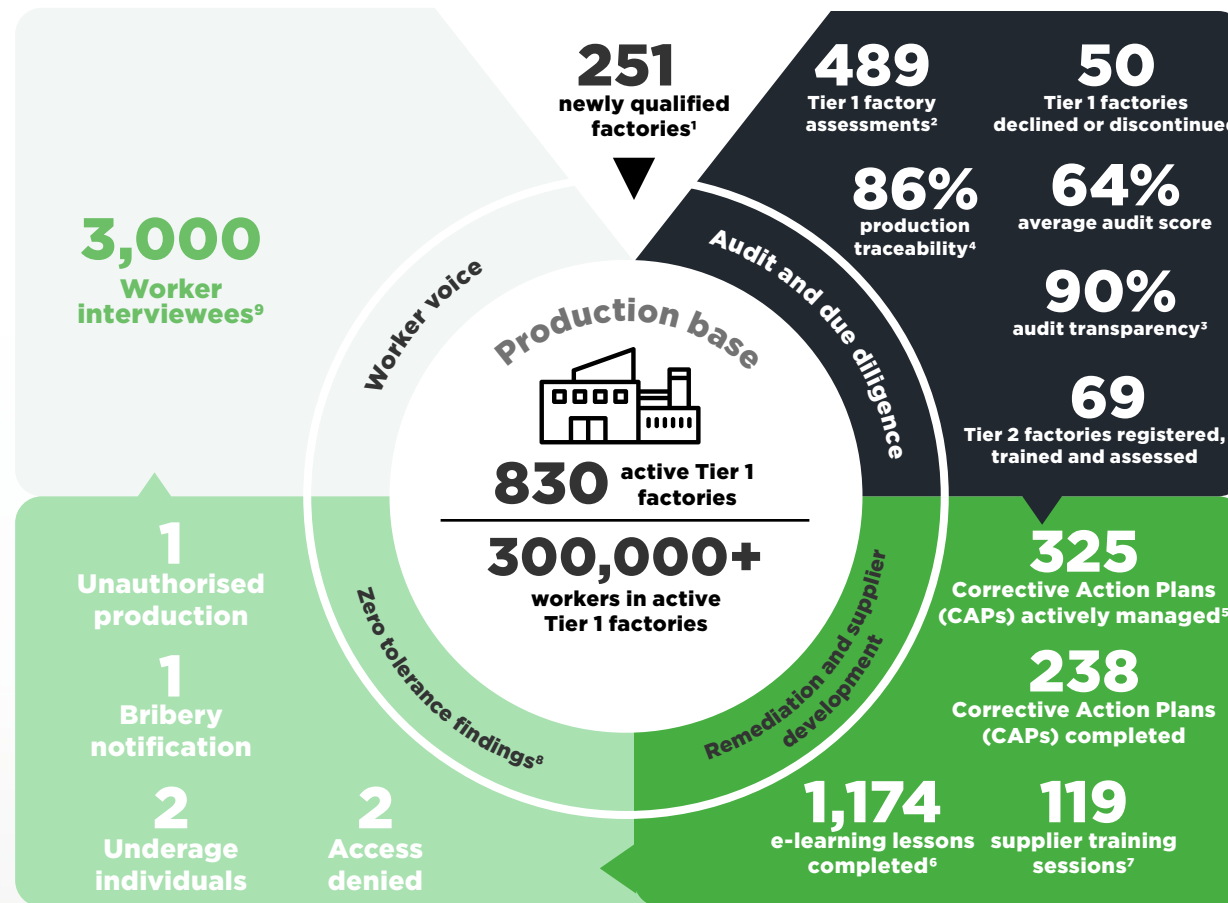 251
newly qualified
factories¹
489
Tier 1 factory
assessments²
50
Tier 1 factories
declined or discontinued
86%
production
traceability⁴
64%
average audit score
90%
audit transparency³
69
Tier 2 factories registered,
trained and assessed
Audit and due diligence
3,000
Worker
interviewees⁹
Worker voice
Production base
830 active Tier 1
factories
300,000+
workers in active
Tier 1 factories
325
Corrective Action Plans
(CAPs) actively managed⁵
238
Corrective Action Plans
(CAPs) completed
1,174
e-learning lessons
completed⁶
119
supplier training
sessions⁷
Remediation and supplier
development
Zero tolerance findings⁸
1
Unauthorised
production
1
Bribery
notification
2
Underage
individuals
2
Access
denied